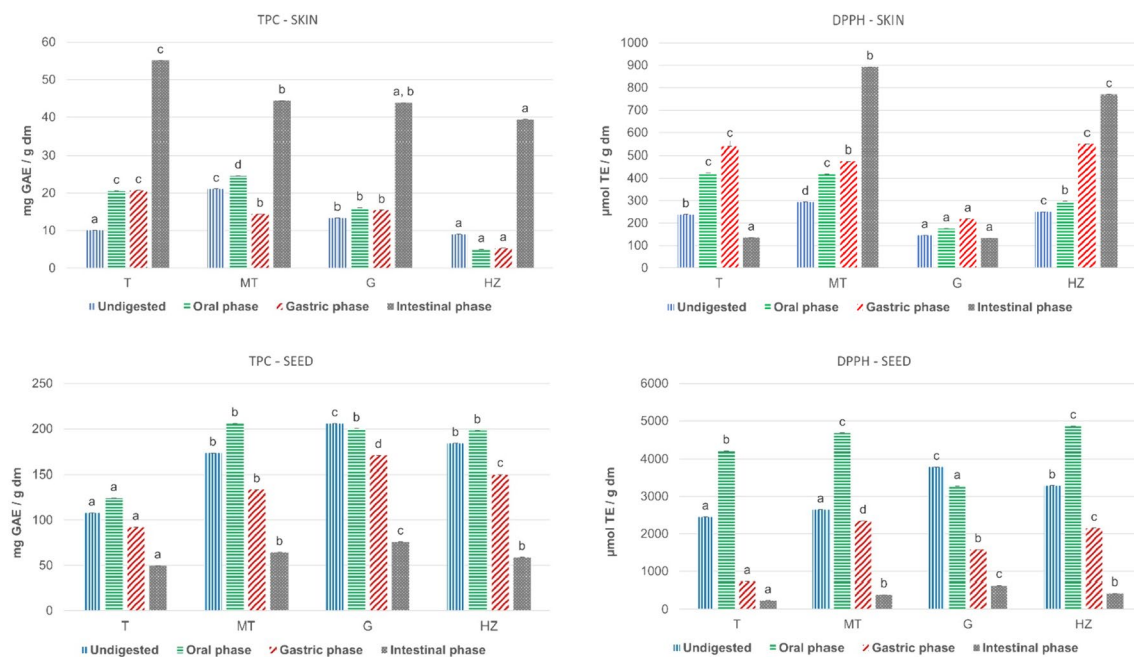 TPC - SKIN
mg GAE / g dm
60
50
40
30
20
10
0
a c c c
c d b b
b b b a, b
a a a a
T MT G HZ
Undigested Oral phase Gastric phase Intestinal phase
DPPH - SKIN
µmol TE / g dm
1000
900
800
700
600
500
400
300
200
100
0
b c c a
d c b b
a a a a
c b c c
T MT G HZ
Undigested Oral phase Gastric phase Intestinal phase
TPC - SEED
mg GAE / g dm
250
200
150
100
50
0
a a a a
b b b b
c b d c
b b c b
T MT G HZ
Undigested Oral phase Gastric phase Intestinal phase
DPPH - SEED
µmol TE / g dm
6000
5000
4000
3000
2000
1000
0
a b a a
a c d b
c a b c
b c c b
T MT G HZ
Undigested Oral phase Gastric phase Intestinal phase